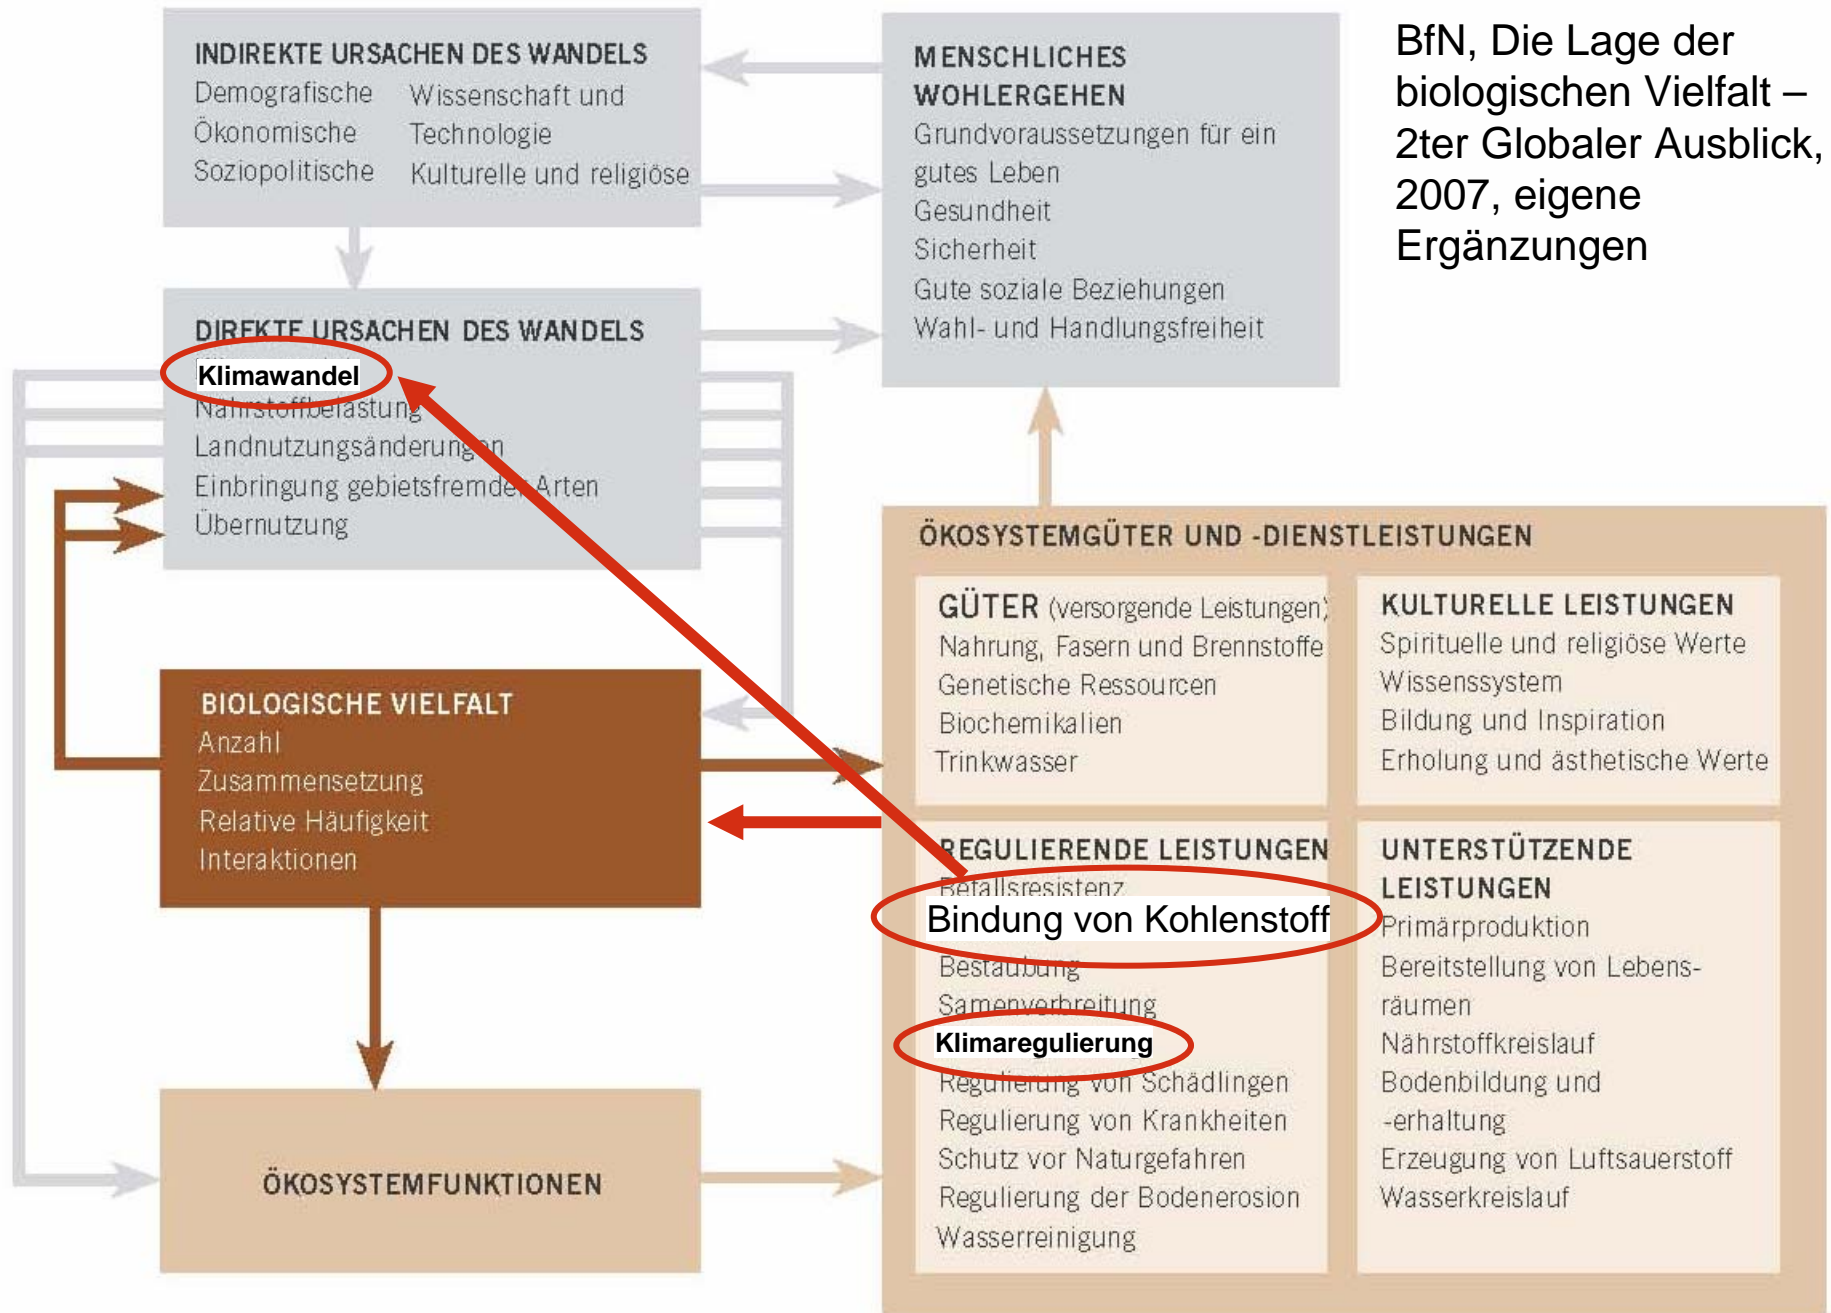 INDIREKTE URSACHEN DES WANDELS
Demografische
Ökonomische
Soziopolitische
Wissenschaft und
Technologie
Kulturelle und religiöse
MENSCHLICHES
WOHLERGEHEN
Grundvoraussetzungen für ein
gutes Leben
Gesundheit
Sicherheit
Gute soziale Beziehungen
Wahl- und Handlungsfreiheit
BfN, Die Lage der
biologischen Vielfalt –
2ter Globaler Ausblick,
2007, eigene
Ergänzungen
DIREKTE URSACHEN DES WANDELS
Klimawandel
Nährstoffbelastung
Landnutzungsänderungen
Einbringung gebietsfremder Arten
Übernutzung
BIOLOGISCHE VIELFALT
Anzahl
Zusammensetzung
Relative Häufigkeit
Interaktionen
ÖKOSYSTEMFUNKTIONEN
ÖKOSYSTEMGÜTER UND -DIENSTLEISTUNGEN
GÜTER (versorgende Leistungen)
Nahrung, Fasern und Brennstoffe
Genetische Ressourcen
Biochemikalien
Trinkwasser
KULTURELLE LEISTUNGEN
Spirituelle und religiöse Werte
Wissenssystem
Bildung und Inspiration
Erholung und ästhetische Werte
REGULIERENDE LEISTUNGEN
Befallsresistenz
Bindung von Kohlenstoff
Bestäubung
Samenverbreitung
Klimaregulierung
Regulierung von Schädlingen
Regulierung von Krankheiten
Schutz vor Naturgefahren
Regulierung der Bodenerosion
Wasserreinigung
UNTERSTÜTZENDE
LEISTUNGEN
Primärproduktion
Bereitstellung von Lebens-
räumen
Nährstoffkreislauf
Bodenbildung und
-erhaltung
Erzeugung von Luftsauerstoff
Wasserkreislauf